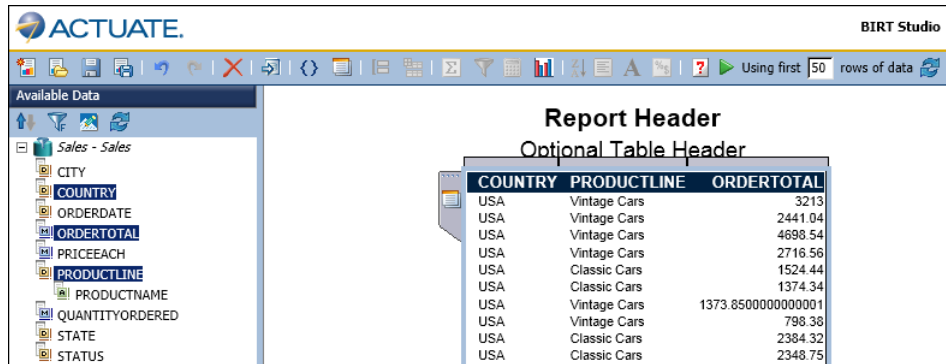 ACTUATE.
BIRT Studio
Using first 50 rows of data
Available Data
Sales - Sales
CITY
COUNTRY
ORDERDATE
ORDERTOTAL
PRICEEACH
PRODUCTLINE
PRODUCTNAME
QUANTITYORDERED
STATE
STATUS
Report Header
Optional Table Header
COUNTRY PRODUCTLINE ORDERTOTAL
USA Vintage Cars 3213
USA Vintage Cars 2441.04
USA Vintage Cars 4698.54
USA Vintage Cars 2716.56
USA Classic Cars 1524.44
USA Classic Cars 1374.34
USA Vintage Cars 1373.8500000000001
USA Vintage Cars 798.38
USA Classic Cars 2384.32
USA Classic Cars 2348.75